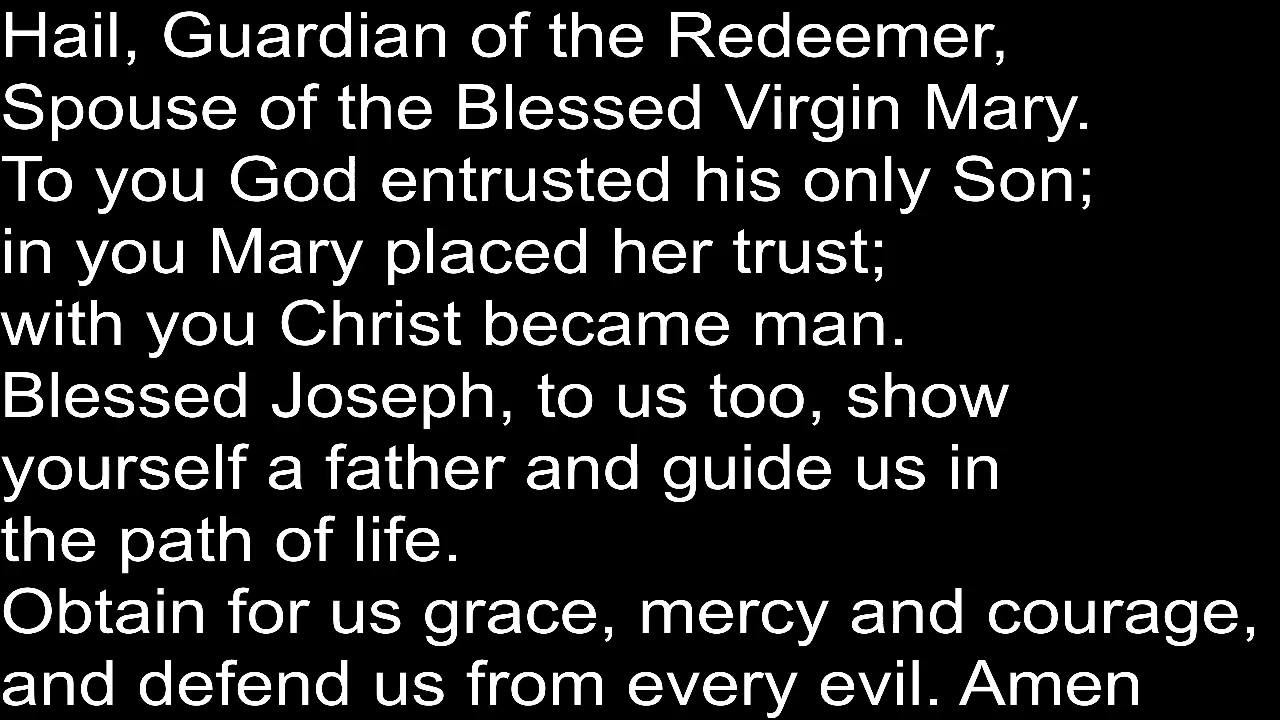 Hail, Guardian of the Redeemer,
Spouse of the Blessed Virgin Mary.
To you God entrusted his only Son;
in you Mary placed her trust;
with you Christ became man.
Blessed Joseph, to us too, show
yourself a father and guide us in
the path of life.
Obtain for us grace, mercy and courage,
and defend us from every evil. Amen